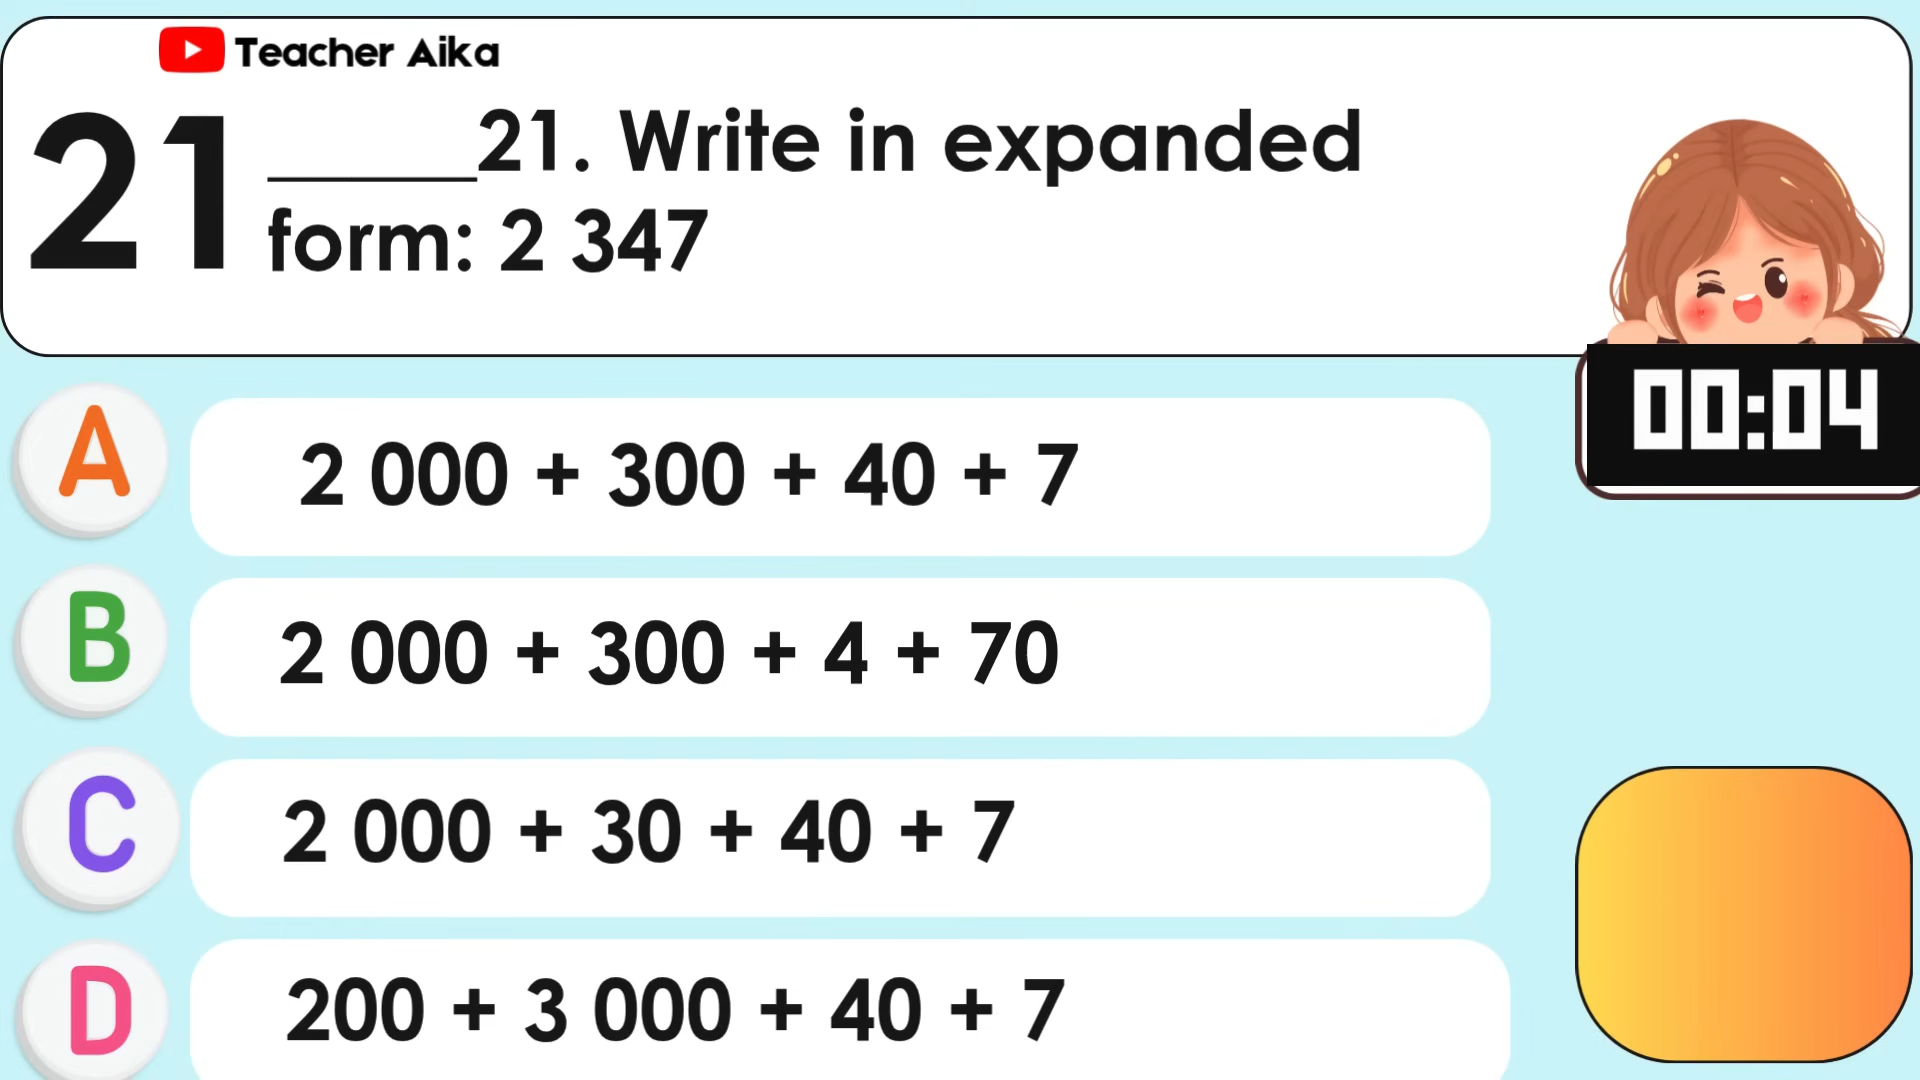 Teacher Aika
21
_____21. Write in expanded
form: 2 347
00:04
A
2 000 + 300 + 40 + 7
B
2 000 + 300 + 4 + 70
C
2 000 + 30 + 40 + 7
D
200 + 3 000 + 40 + 7